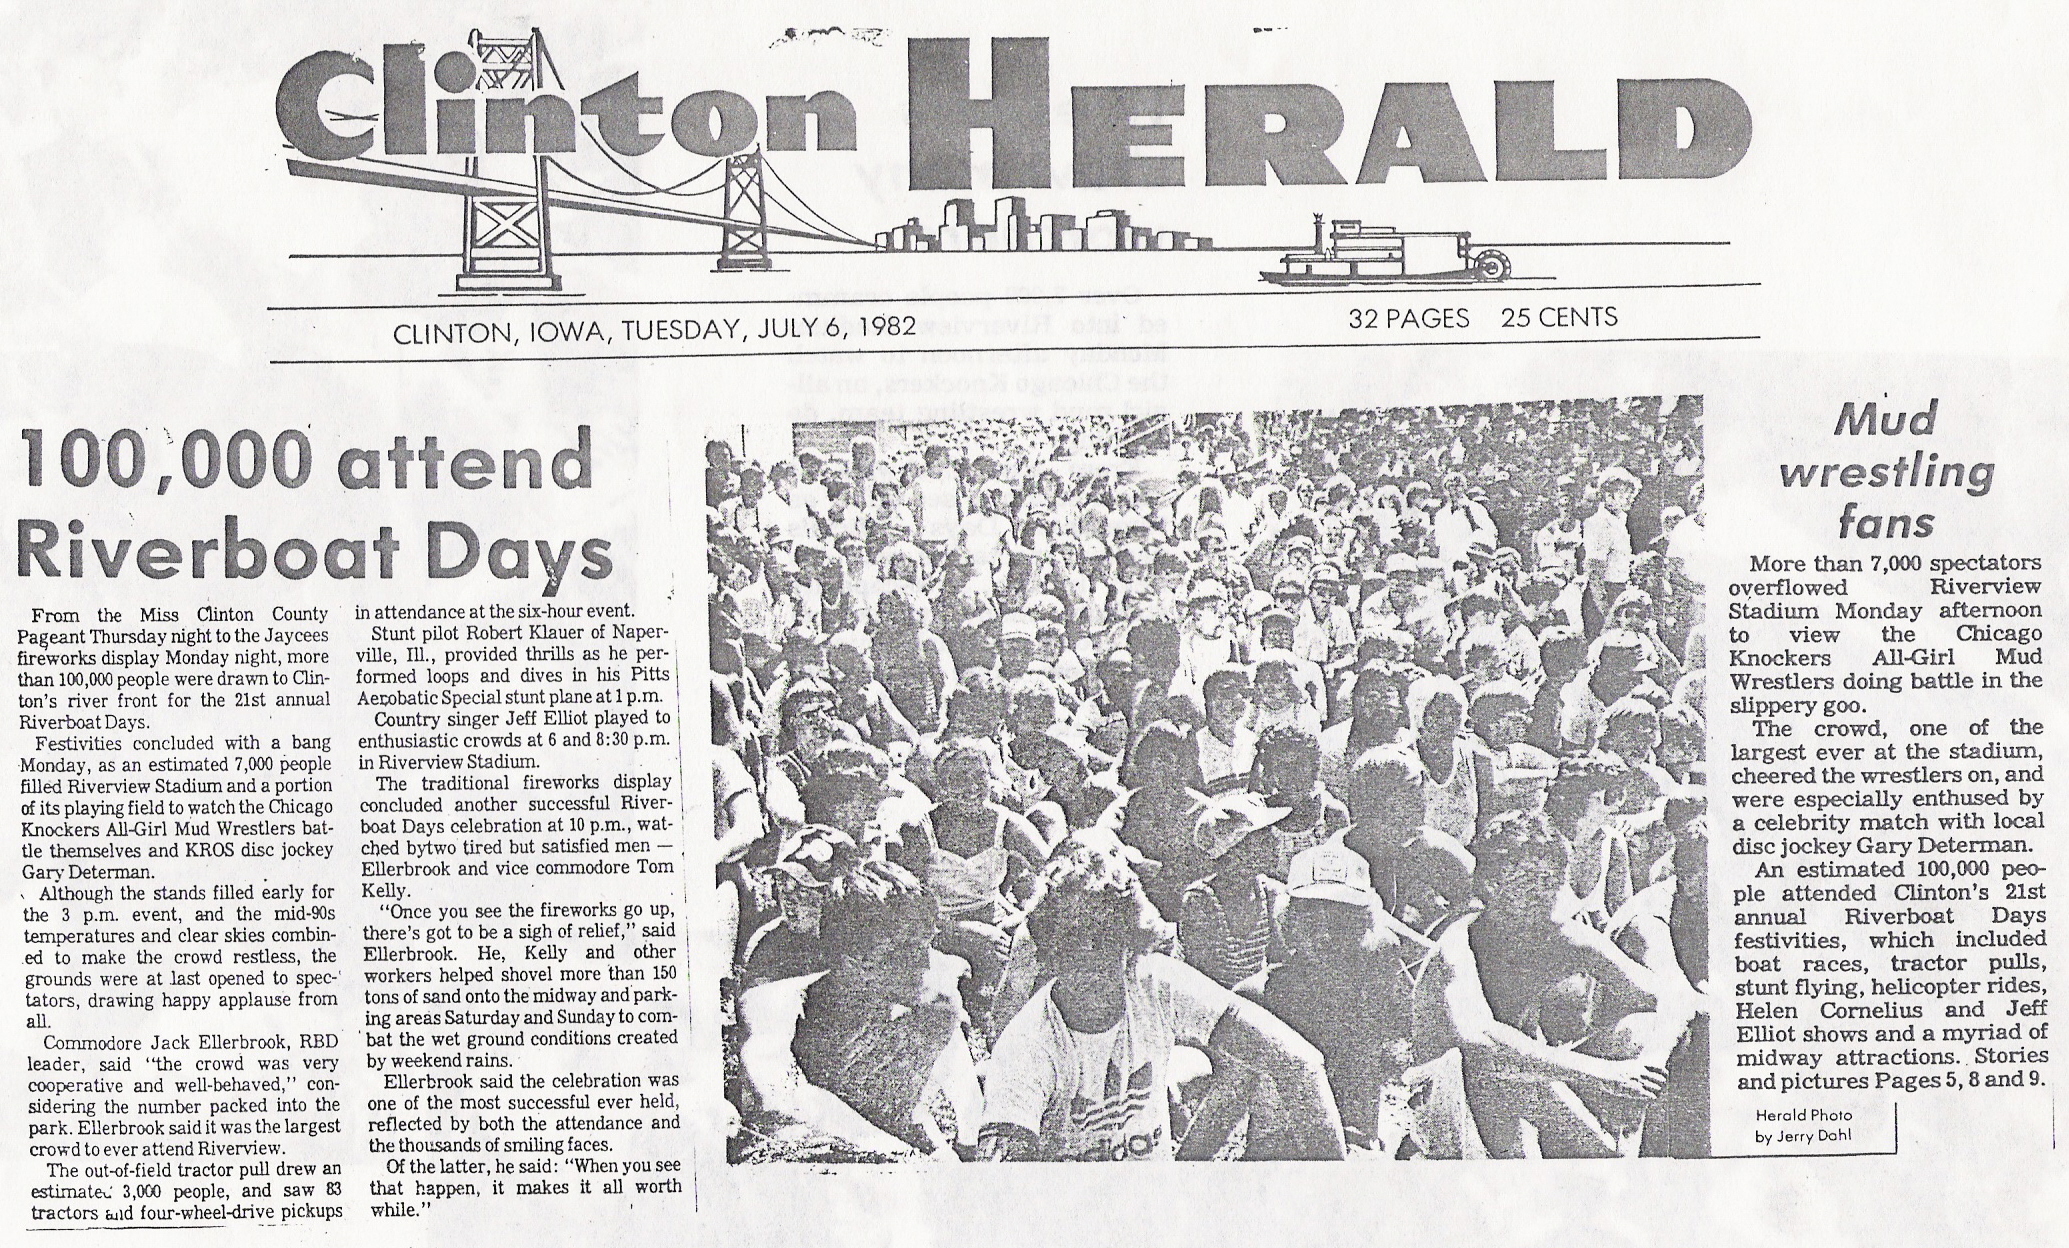 Clinton HERALD
CLINTON, IOWA, TUESDAY, JULY 6, 1982
32 PAGES 25 CENTS
100,000 attend
Riverboat Days
From the Miss Clinton County
Pageant Thursday night to the Jaycees
fireworks display Monday night, more
than 100,000 people were drawn to Clin-
ton's river front for the 21st annual
Riverboat Days.
Festivities concluded with a bang
Monday, as an estimated 7,000 people
filled Riverview Stadium and a portion
of its playing field to watch the Chicago
Knockers All-Girl Mud Wrestlers bat-
tle themselves and KROS disc jockey
Gary Determan.
Although the stands filled early for
the 3 p.m. event, and the mid-90s
temperatures and clear skies combin-
ed to make the crowd restless, the
grounds were at last opened to spec-
tators, drawing happy applause from
all.
Commodore Jack Ellerbrook, RBD
leader, said "the crowd was very
cooperative and well-behaved," con-
sidering the number packed into the
park. Ellerbrook said it was the largest
crowd to ever attend Riverview.
The out-of-field tractor pull drew an
estimated 3,000 people, and saw 83
tractors and four-wheel-drive pickups
in attendance at the six-hour event.
Stunt pilot Robert Klauer of Naper-
ville, Ill., provided thrills as he per-
formed loops and dives in his Pitts
Aerobatic Special stunt plane at 1 p.m.
Country singer Jeff Elliot played to
enthusiastic crowds at 6 and 8:30 p.m.
in Riverview Stadium.
The traditional fireworks display
concluded another successful River-
boat Days celebration at 10 p.m., wat-
ched bytwo tired but satisfied men —
Ellerbrook and vice commodore Tom
Kelly.
"Once you see the fireworks go up,
there's got to be a sigh of relief," said
Ellerbrook. He, Kelly and other
workers helped shovel more than 150
tons of sand onto the midway and park-
ing areas Saturday and Sunday to com-
bat the wet ground conditions created
by weekend rains.
Ellerbrook said the celebration was
one of the most successful ever held,
reflected by both the attendance and
the thousands of smiling faces.
Of the latter, he said: "When you see
that happen, it makes it all worth
while."
adidas
Mud
wrestling
fans
More than 7,000 spectators
overflowed Riverview
Stadium Monday afternoon
to view the Chicago
Knockers All-Girl Mud
Wrestlers doing battle in the
slippery goo.
The crowd, one of the
largest ever at the stadium,
cheered the wrestlers on, and
were especially enthused by
a celebrity match with local
disc jockey Gary Determan.
An estimated 100,000 peo-
ple attended Clinton's 21st
annual Riverboat Days
festivities, which included
boat races, tractor pulls,
stunt flying, helicopter rides,
Helen Cornelius and Jeff
Elliot shows and a myriad of
midway attractions. Stories
and pictures Pages 5, 8 and 9.
Herald Photo
by Jerry Dahl